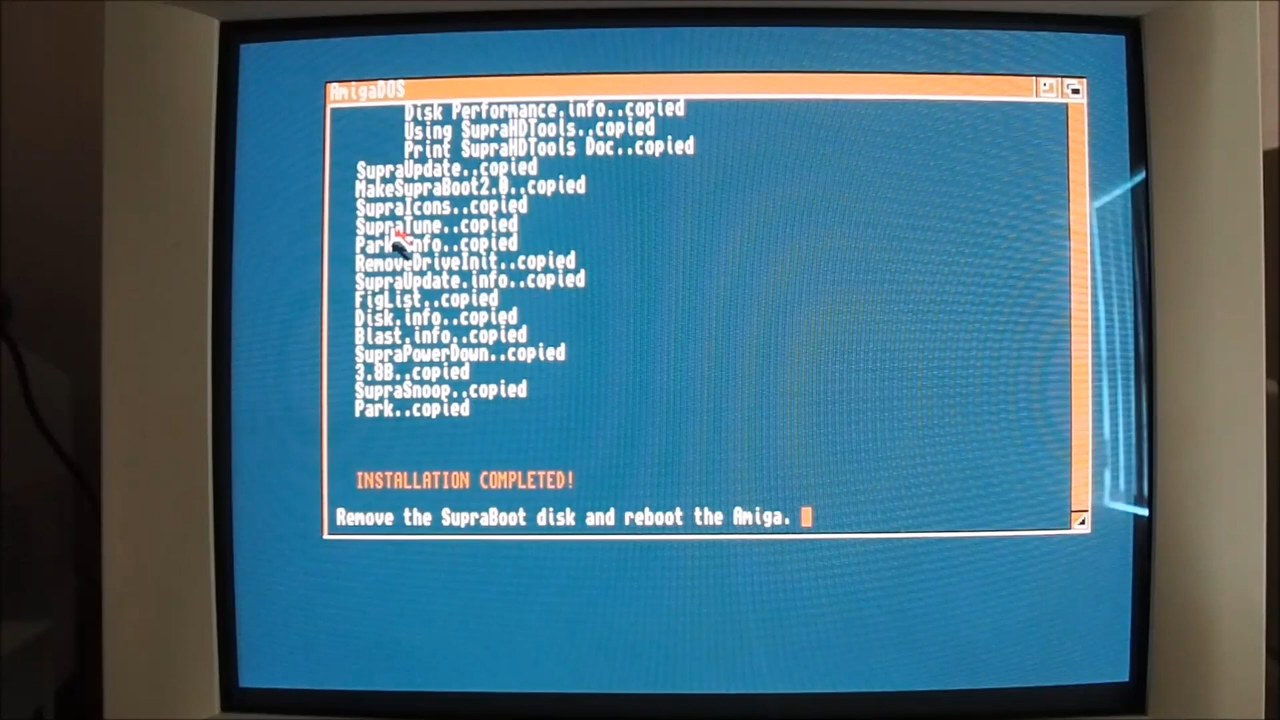 AmigaDOS
Disk Performance.info..copied
Using SupraHDTools..copied
Print SupraHDTools Doc..copied
SupraUpdate..copied
MakeSupraBoot2.0..copied
SupraIcons..copied
SupraTune..copied
Park.info..copied
RemoveDriveInit..copied
SupraUpdate.info..copied
FigList..copied
Disk.info..copied
Blast.info..copied
SupraPowerDown..copied
3.8B..copied
SupraSnoop..copied
Park..copied
INSTALLATION COMPLETED!
Remove the SupraBoot disk and reboot the Amiga.